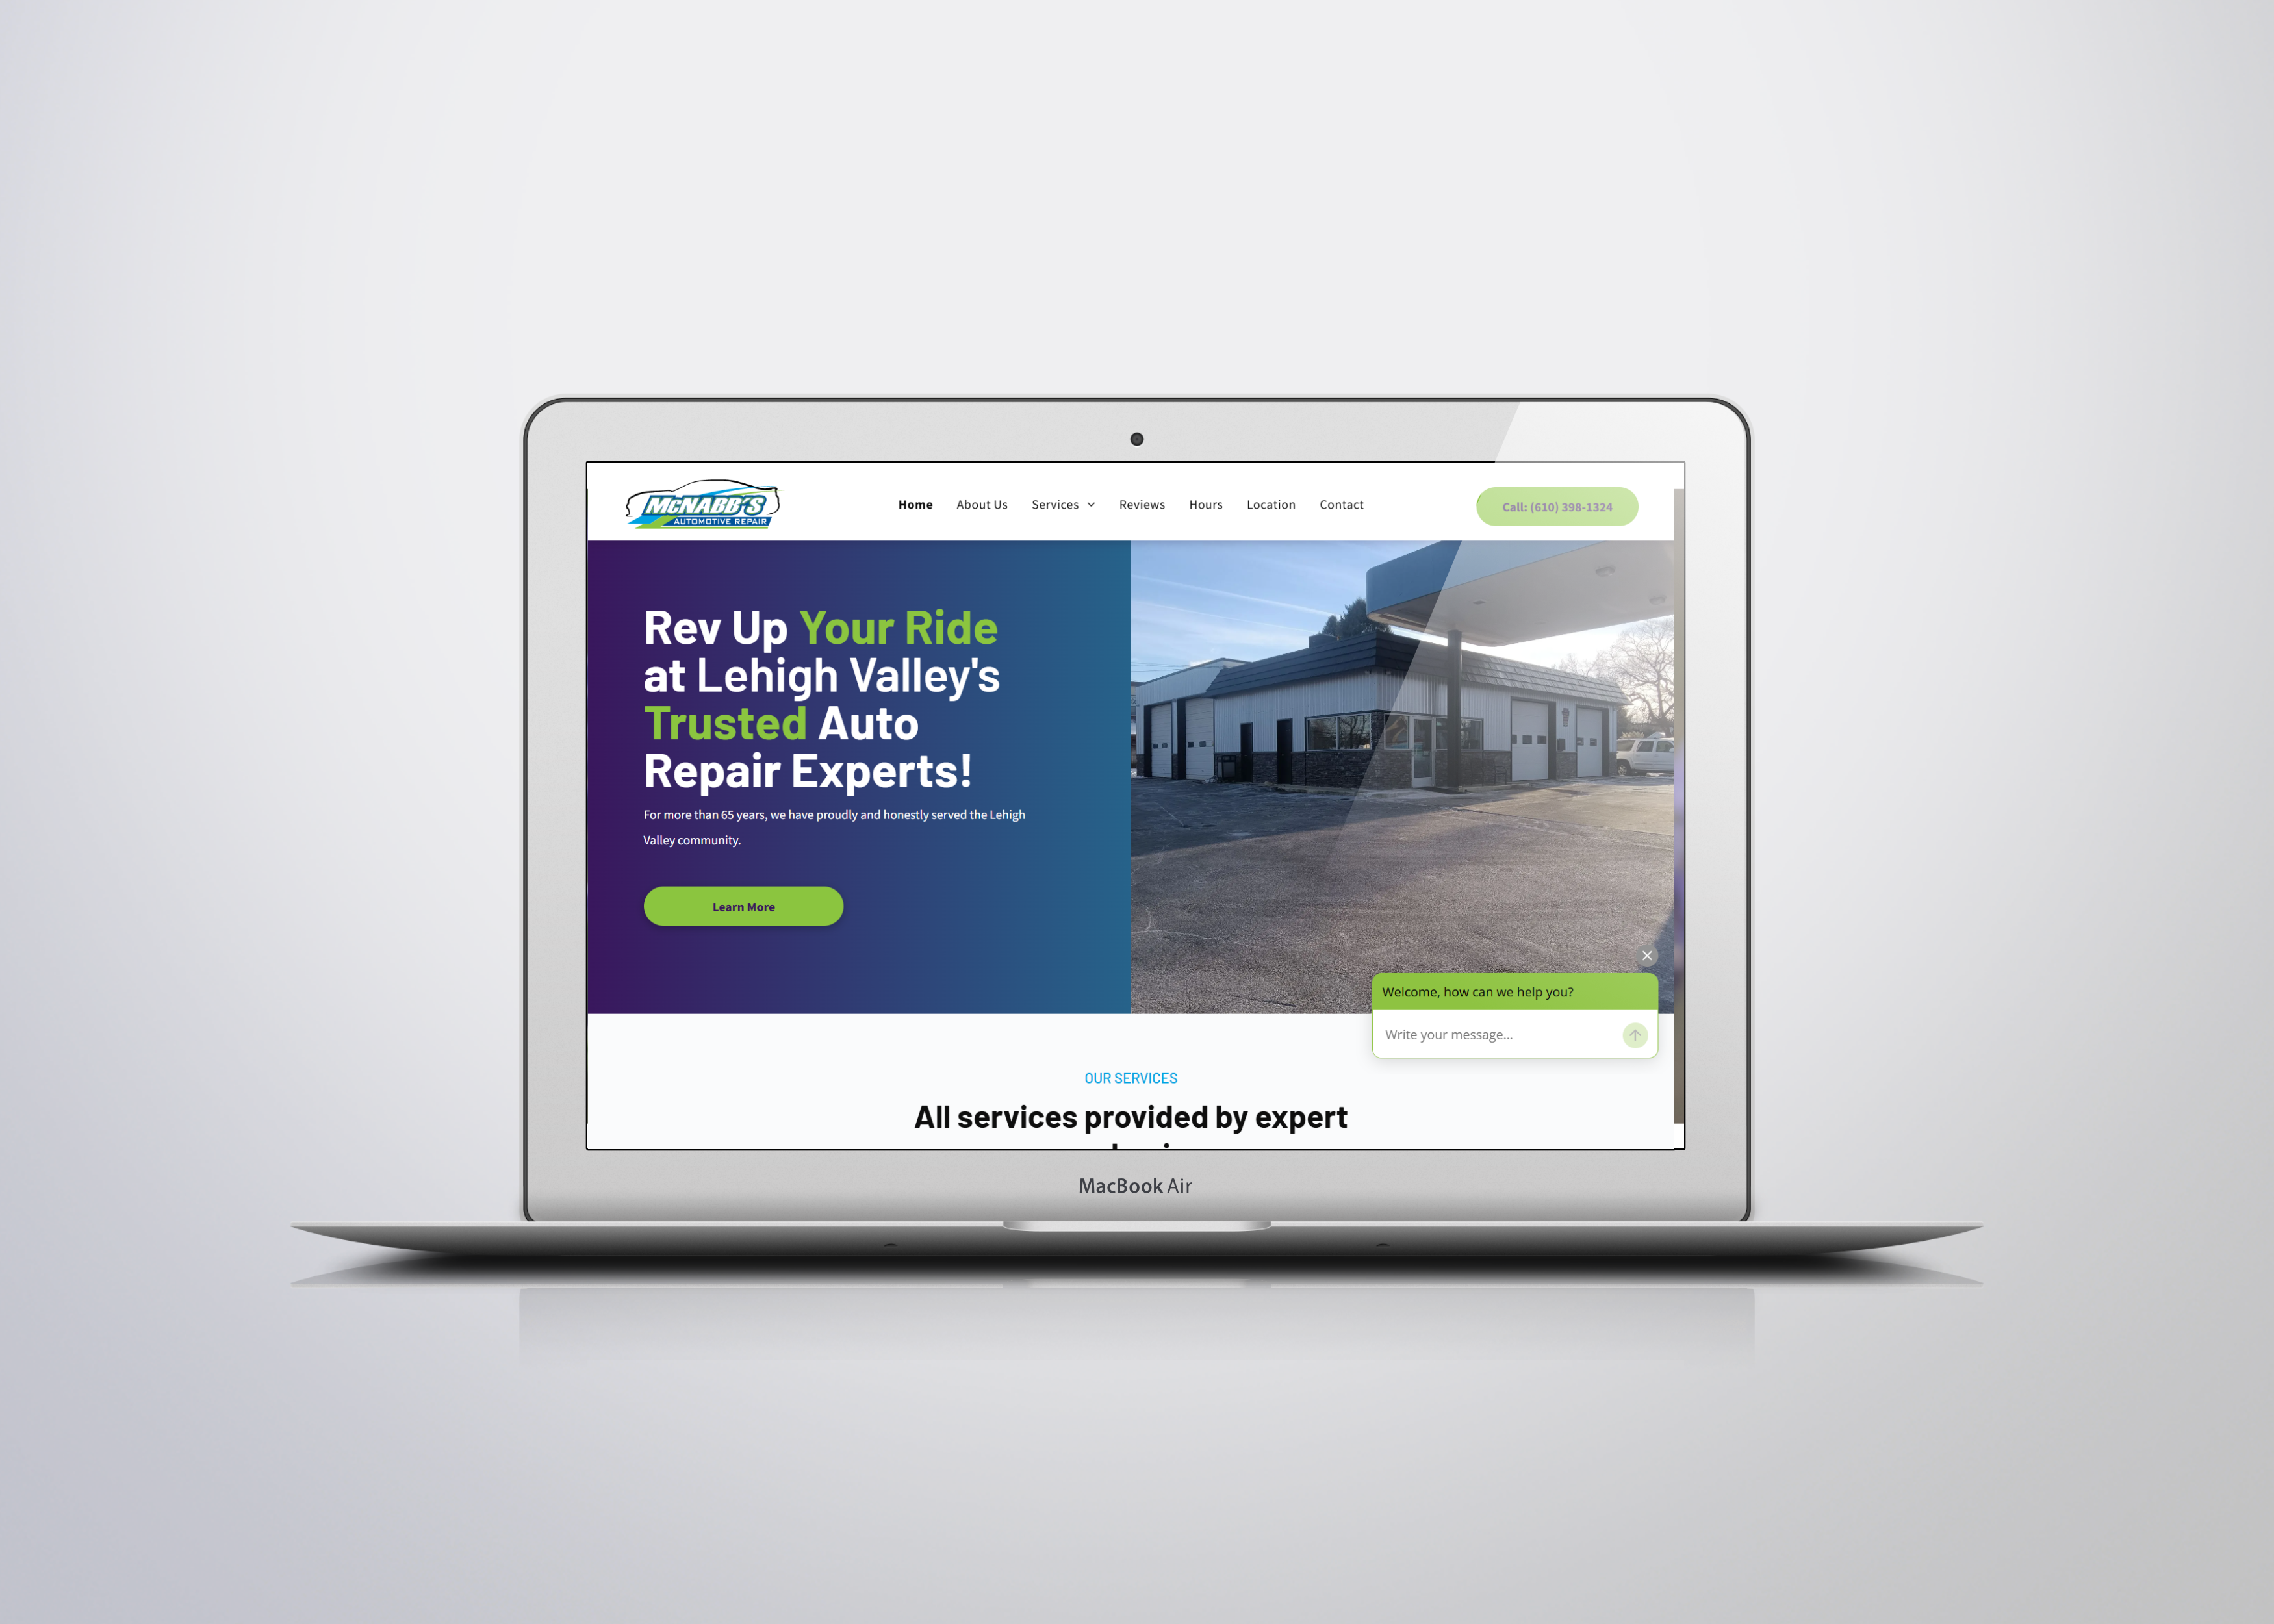 McNABB'S
AUTOMOTIVE REPAIR
Home About Us Services Reviews Hours Location Contact
Call: (610) 398-1324
Rev Up Your Ride
at Lehigh Valley's
Trusted Auto
Repair Experts!
For more than 65 years, we have proudly and honestly served the Lehigh
Valley community.
Learn More
Welcome, how can we help you?
Write your message...
OUR SERVICES
All services provided by expert
MacBook Air